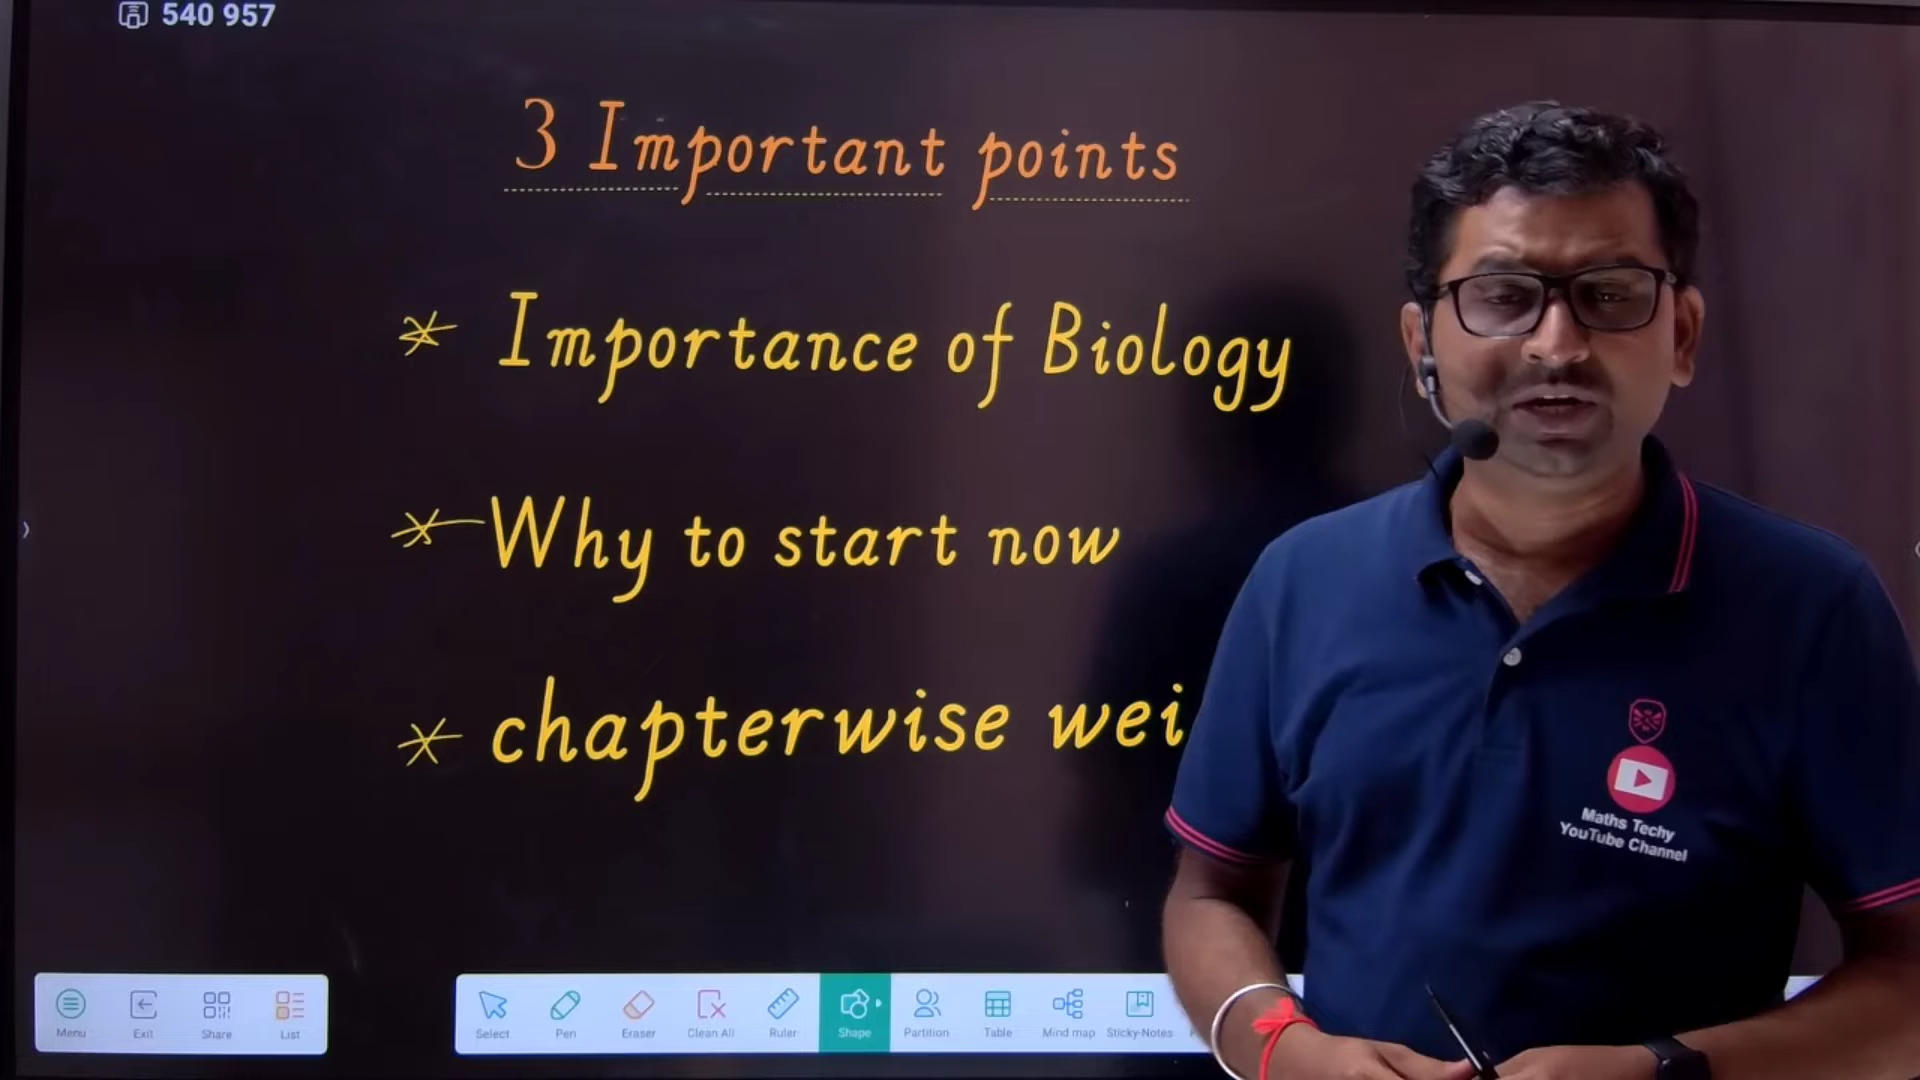 540 957
3 Important points
* Importance of Biology
* Why to start now
* chapterwise wei
Maths Techy
YouTube Channel
Menu Exit Share List
Select Pen Eraser Clean All Ruler Shape Partition Table Mind map Sticky-Notes